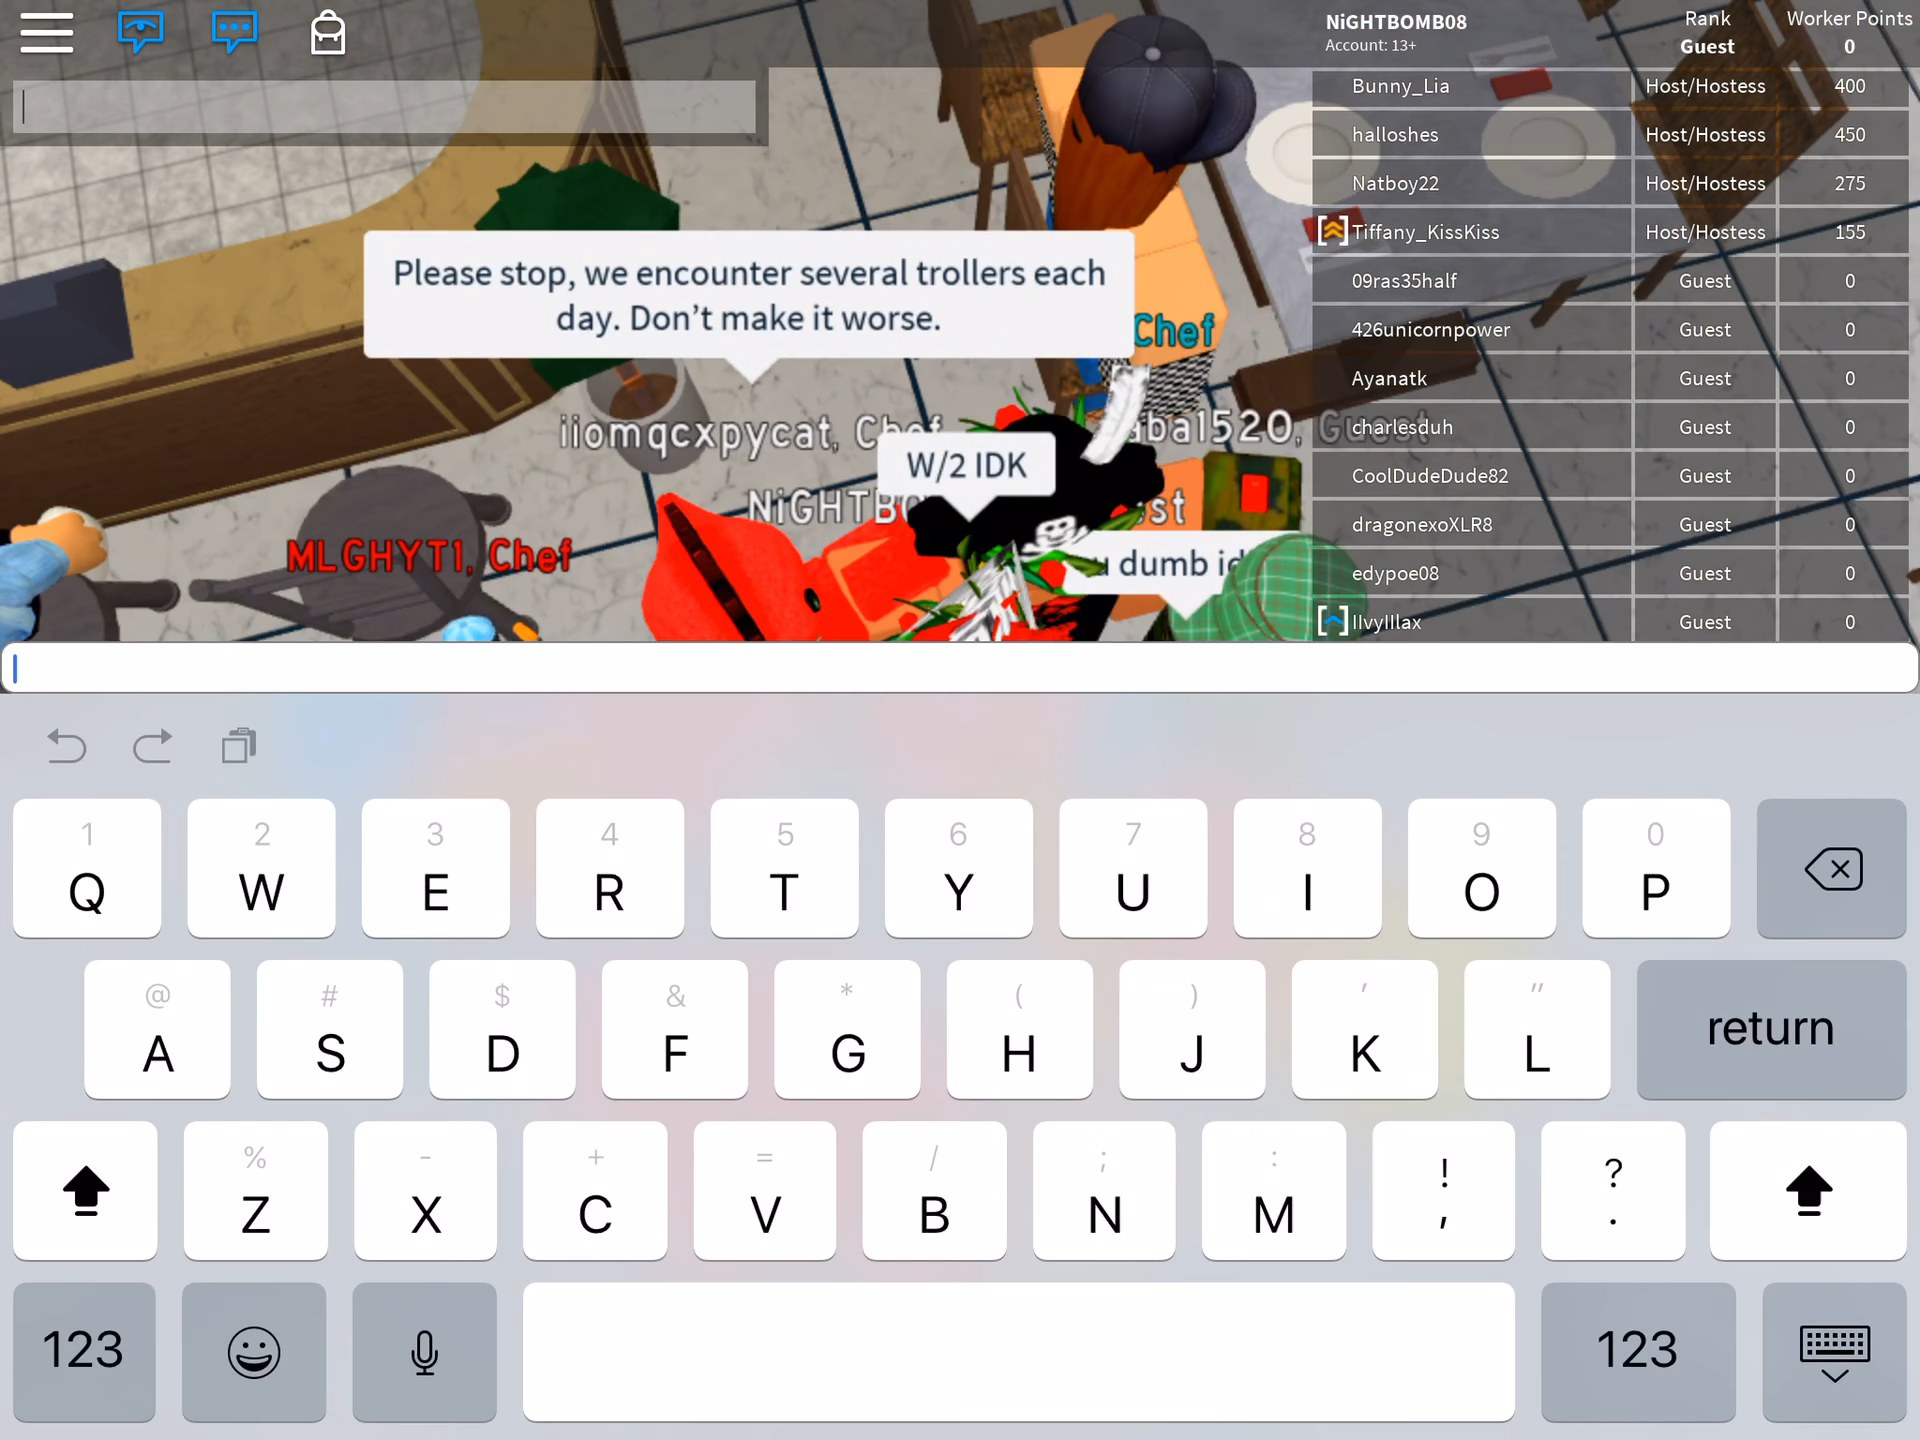 NiGHTBOMB08
Account: 13+
Rank
Guest
Worker Points
0
Bunny_Lia Host/Hostess 400
halloshes Host/Hostess 450
Natboy22 Host/Hostess 275
Tiffany_KissKiss Host/Hostess 155
09ras35half Guest 0
426unicornpower Guest 0
Ayanatk Guest 0
charlesduh Guest 0
CoolDudeDude82 Guest 0
dragonexoXLR8 Guest 0
edypoe08 Guest 0
IIvyIIlax Guest 0
Please stop, we encounter several trollers each
day. Don't make it worse.
Chef
iiomqcxpycat, Chef
Guest
W/2 IDK
MLGHYT1, Chef
dumb
1 2 3 4 5 6 7 8 9 0
Q W E R T Y U I O P
@ # $ & * ( ) ' "
A S D F G H J K L return
% - + = / ; : ! ?
Z X C V B N M , .
123 123